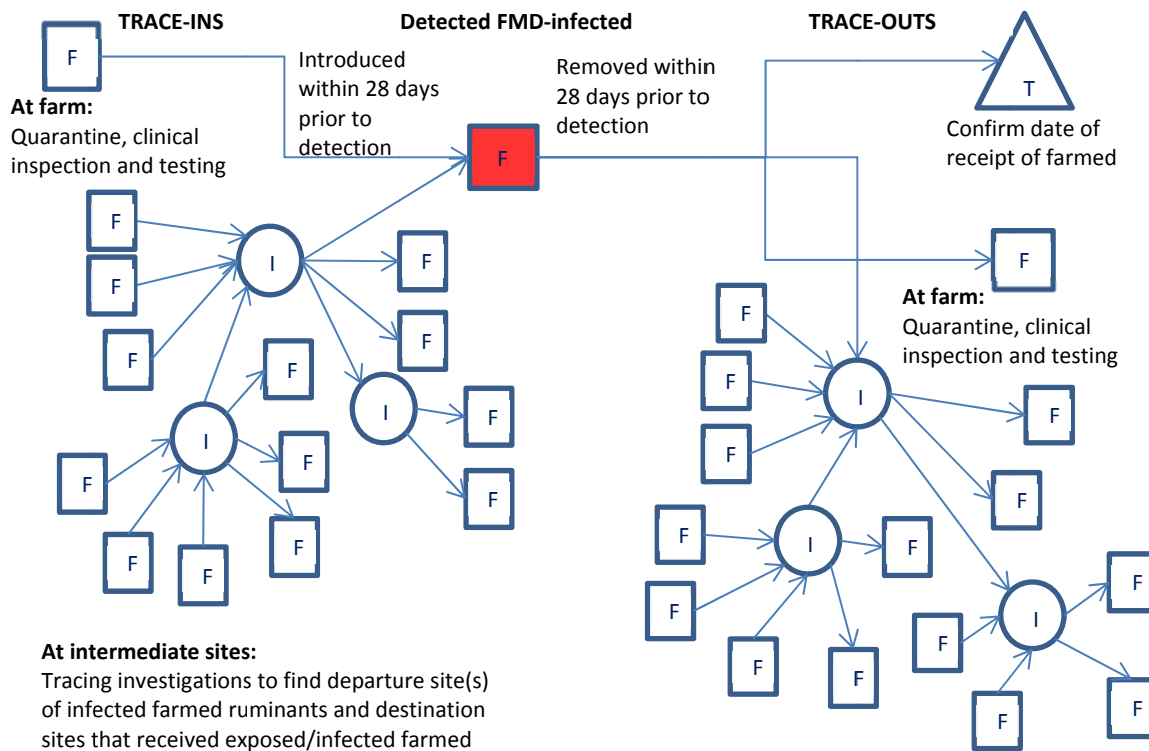 TRACE-INS
Detected FMD-infected
TRACE-OUTS
F
Introduced
within 28 days
prior to
detection
Removed within
28 days prior to
detection
T
At farm:
Quarantine, clinical
inspection and testing
F
Confirm date of
receipt of farmed
F
F
F
I
F
F
F
F
At farm:
Quarantine, clinical
inspection and testing
F
F
I
F
I
F
F
F
I
F
F
F
F
F
F
F
F
F
F
I
F
F
F
F
F
I
F
F
F
F
F
At intermediate sites:
Tracing investigations to find departure site(s)
of infected farmed ruminants and destination
sites that received exposed/infected farmed